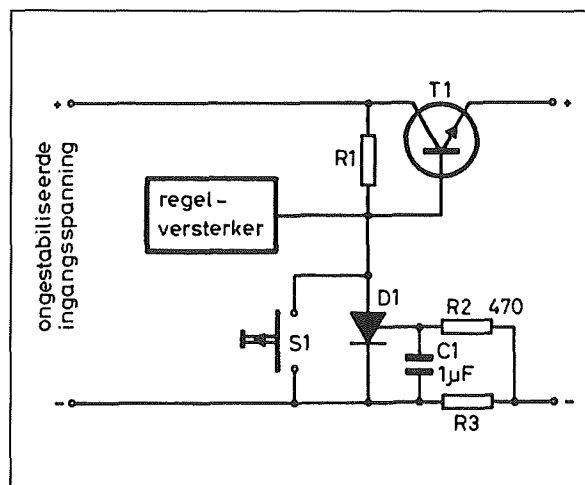 T1
+
+
R1
ongestabiliseerde
ingangsspanning
regel-
versterker
D1
R2 470
S1
C1
1µF
R3
-
-